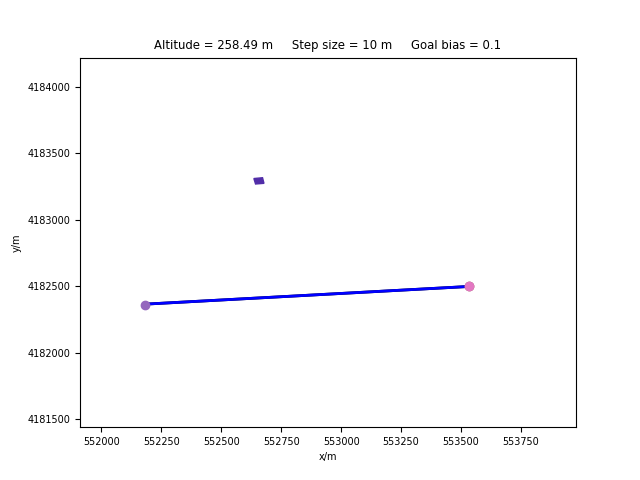 Altitude = 258.49 m     Step size = 10 m     Goal bias = 0.1
4184000
4183500
4183000
4182500
4182000
4181500
y/m
552000 552250 552500 552750 553000 553250 553500 553750
x/m